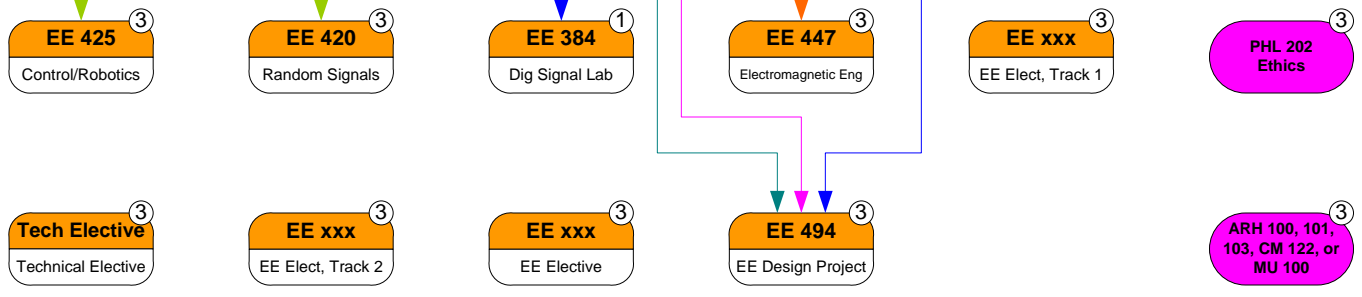 3
EE 425
Control/Robotics
3
EE 420
Random Signals
1
EE 384
Dig Signal Lab
3
EE 447
Electromagnetic Eng
3
EE xxx
EE Elect, Track 1
3
PHL 202
Ethics
3
Tech Elective
Technical Elective
3
EE xxx
EE Elect, Track 2
3
EE xxx
EE Elective
3
EE 494
EE Design Project
3
ARH 100, 101,
103, CM 122, or
MU 100